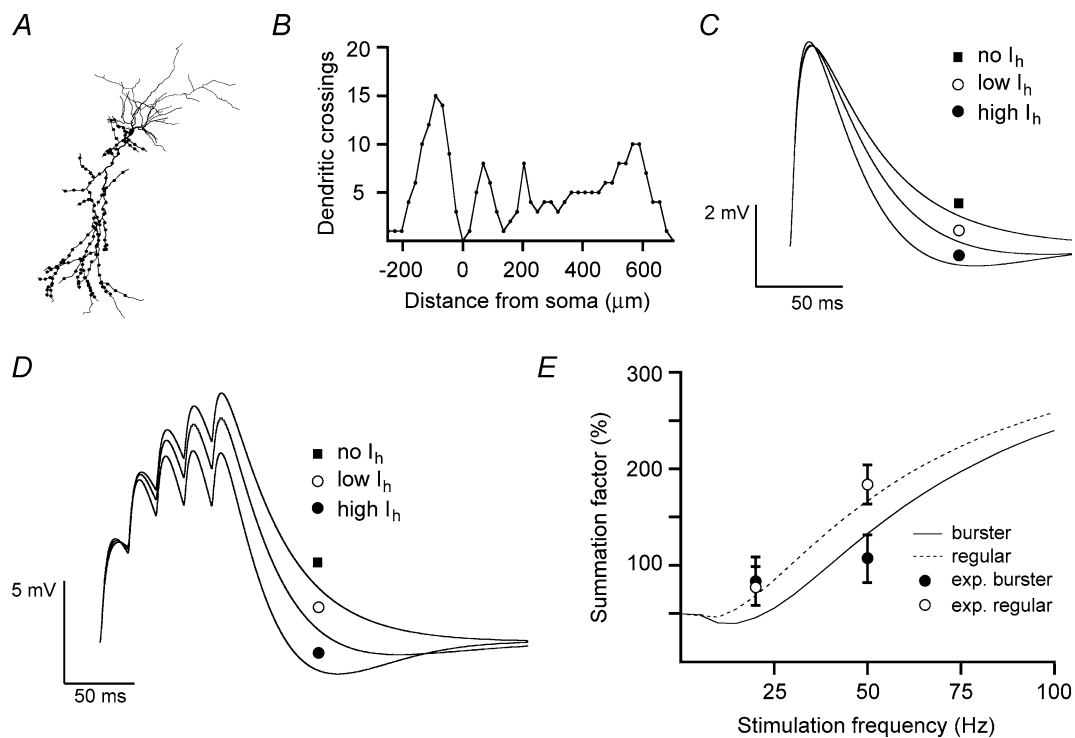 A
B
Dendritic crossings
20
15
10
5
-200
0
200
400
600
Distance from soma (μm)
C
no Ih
low Ih
high Ih
2 mV
50 ms
D
no Ih
low Ih
high Ih
5 mV
50 ms
E
Summation factor (%)
300
200
100
burster
regular
exp. burster
exp. regular
25
50
75
100
Stimulation frequency (Hz)